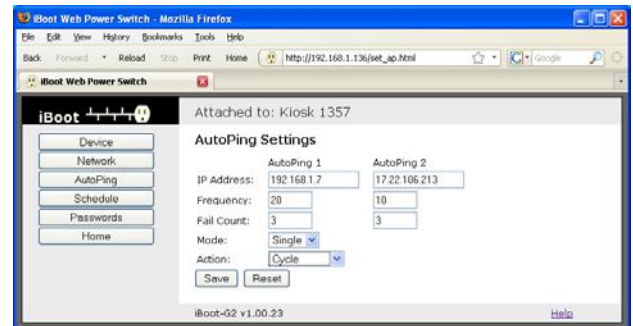 iBoot Web Power Switch - Mozilla Firefox
File Edit View History Bookmarks Tools Help
Back Forward Reload Stop Print Home http://192.168.1.136/set_ap.html Google
iBoot Web Power Switch
iBoot
Attached to: Kiosk 1357
Device
Network
AutoPing
Schedule
Passwords
Home
AutoPing Settings
AutoPing 1 AutoPing 2
IP Address: 192.168.1.7 17.22.106.213
Frequency: 20 10
Fail Count: 3 3
Mode: Single
Action: Cycle
Save Reset
iBoot-G2 v1.00.23 Help